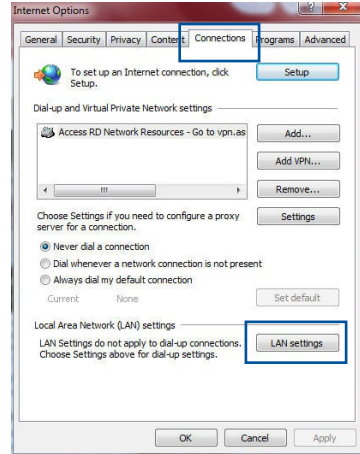 Internet Options
General Security Privacy Content Connections Programs Advanced
To set up an Internet connection, click
Setup.
Setup
Dial-up and Virtual Private Network settings
Access RD Network Resources - Go to vpn.as
Add...
Add VPN...
Remove...
Choose Settings if you need to configure a proxy
server for a connection.
Settings
Never dial a connection
Dial whenever a network connection is not present
Always dial my default connection
Current None
Set default
Local Area Network (LAN) settings
LAN Settings do not apply to dial-up connections.
Choose Settings above for dial-up settings.
LAN settings
OK Cancel Apply